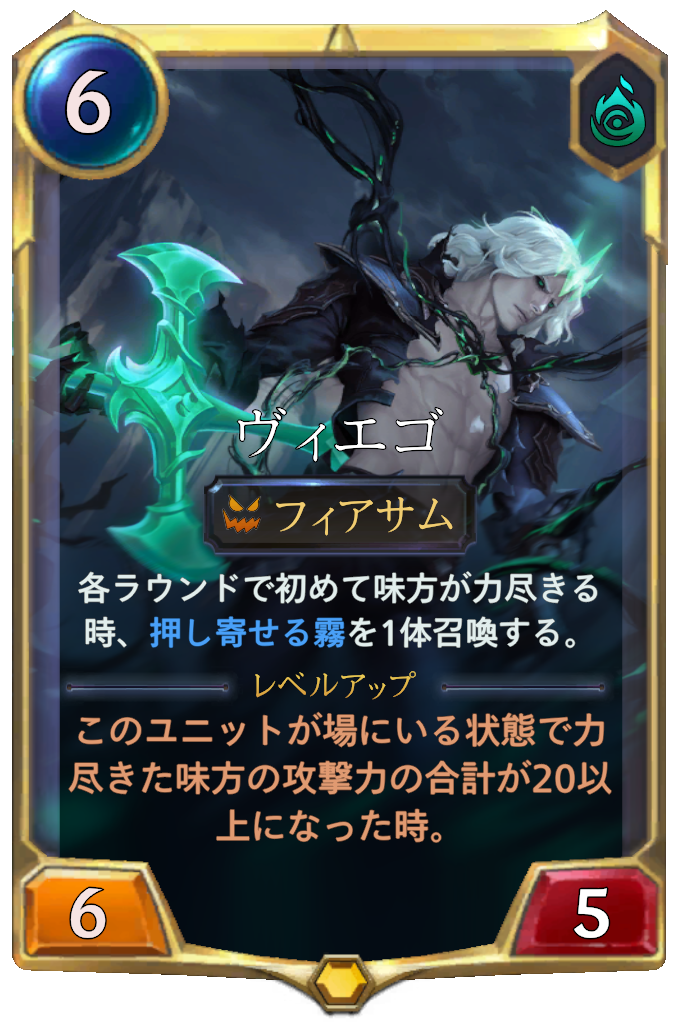 6
ヴィエゴ
フィアサム
各ラウンドで初めて味方が力尽きる
時、押し寄せる霧を1体召喚する。
レベルアップ
このユニットが場にいる状態で力
尽きた味方の攻撃力の合計が20以
上になった時。
6
5